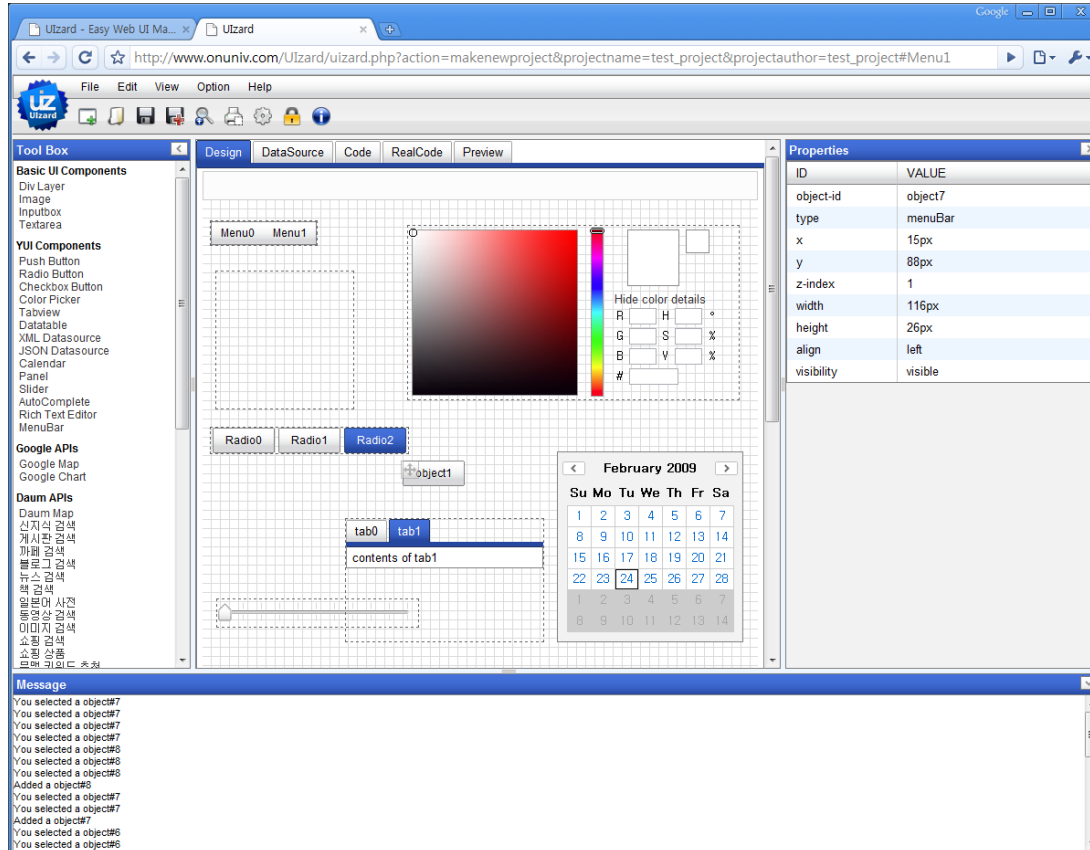 Google
UIzard - Easy Web UI Ma...
UIzard
http://www.onuniv.com/UIzard/uizard.php?action=makenewproject&projectname=test_project&projectauthor=test_project#Menu1
UiZ
UIzard
File Edit View Option Help
Tool Box
Basic UI Components
Div Layer
Image
Inputbox
Textarea
YUI Components
Push Button
Radio Button
Checkbox Button
Color Picker
Tabview
Datatable
XML Datasource
JSON Datasource
Calendar
Panel
Slider
AutoComplete
Rich Text Editor
MenuBar
Google APIs
Google Map
Google Chart
Daum APIs
Daum Map
신지식 검색
게시판 검색
까페 검색
블로그 검색
뉴스 검색
책 검색
일본어 사전
동영상 검색
이미지 검색
쇼핑 검색
쇼핑 상품
Design DataSource Code RealCode Preview
Menu0 Menu1
Hide color details
R H °
G S %
B V %
#
Radio0 Radio1 Radio2
object1
tab0 tab1
contents of tab1
February 2009
Su Mo Tu We Th Fr Sa
1 2 3 4 5 6 7
8 9 10 11 12 13 14
15 16 17 18 19 20 21
22 23 24 25 26 27 28
1 2 3 4 5 6 7
8 9 10 11 12 13 14
Properties
ID VALUE
object-id object7
type menuBar
x 15px
y 88px
z-index 1
width 116px
height 26px
align left
visibility visible
Message
You selected a object#7
You selected a object#7
You selected a object#7
You selected a object#7
You selected a object#8
You selected a object#8
You selected a object#8
Added a object#8
You selected a object#7
You selected a object#7
Added a object#7
You selected a object#6
You selected a object#6